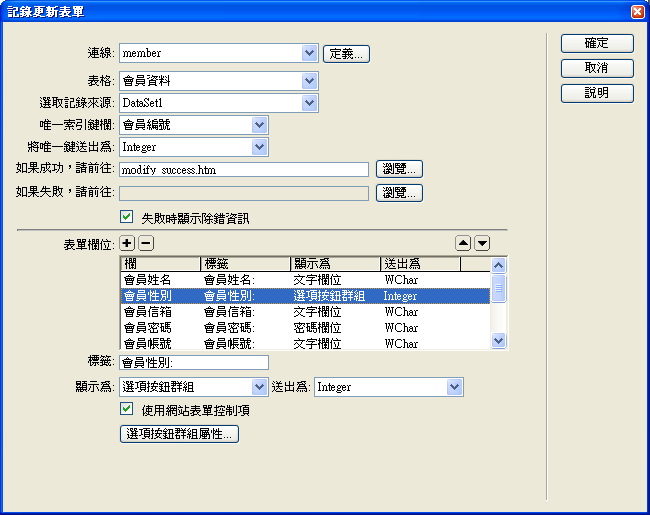 記錄更新表單
連線: member 定義... 確定
表格: 會員資料 取消
選取記錄來源: DataSet1 說明
唯一索引鍵欄: 會員編號
將唯一鍵送出為: Integer
如果成功，請前往: modify_success.htm 瀏覽...
如果失敗，請前往: 瀏覽...
失敗時顯示除錯資訊
表單欄位:
欄 標籤 顯示為 送出為
會員姓名 會員姓名: 文字欄位 WChar
會員性別 會員性別: 選項按鈕群組 Integer
會員信箱 會員信箱: 文字欄位 WChar
會員密碼 會員密碼: 密碼欄位 WChar
會員帳號 會員帳號: 文字欄位 WChar
標籤: 會員性別:
顯示為: 選項按鈕群組 送出為: Integer
使用網站表單控制項
選項按鈕群組屬性...